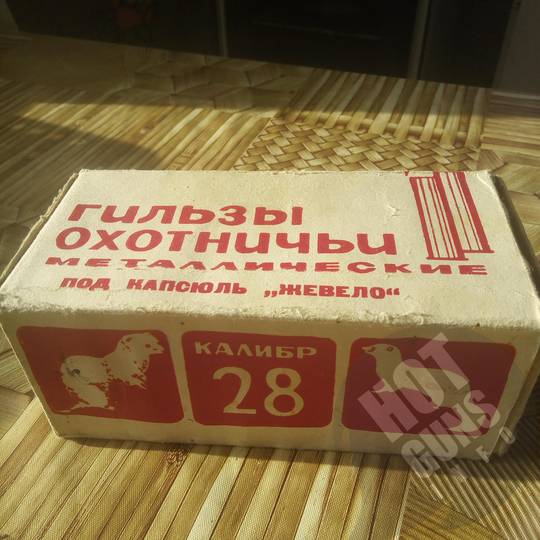 ГИЛЬЗЫ
ОХОТНИЧЬИ
МЕТАЛЛИЧЕСКИЕ
ПОД КАПСЮЛЬ „ЖЕВЕЛО“
КАЛИБР
28
HOT
GUNS